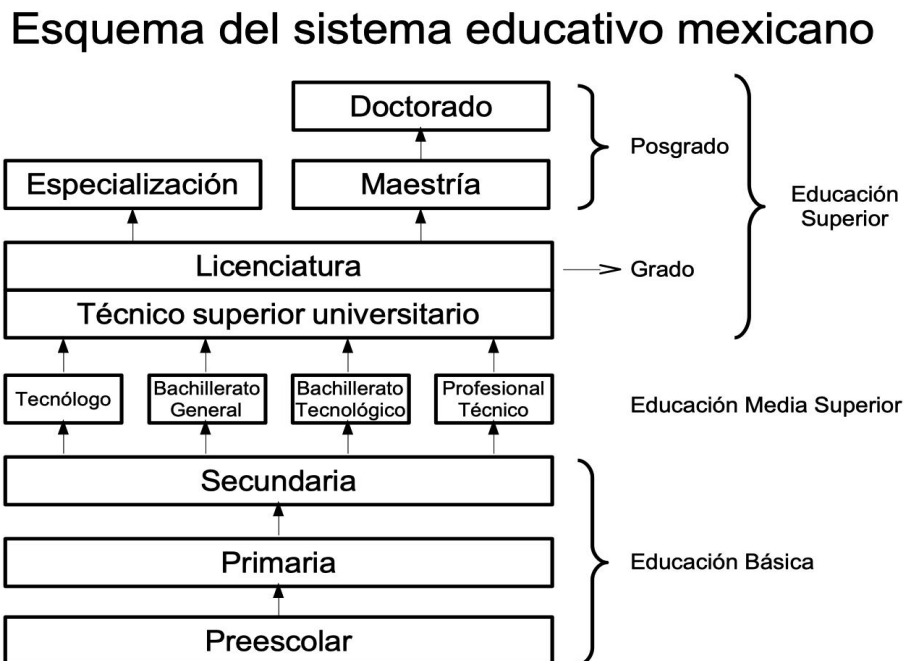 Esquema del sistema educativo mexicano
Doctorado
Posgrado
Especialización
Maestría
Educación
Superior
Licenciatura
Grado
Técnico superior universitario
Tecnólogo
Bachillerato
General
Bachillerato
Tecnológico
Profesional
Técnico
Educación Media Superior
Secundaria
Primaria
Educación Básica
Preescolar